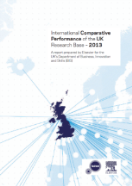 International Comparative
Performance of the UK
Research Base – 2013
A report prepared by Elsevier for the
UK's Department of Business, Innovation
and Skills (BIS)